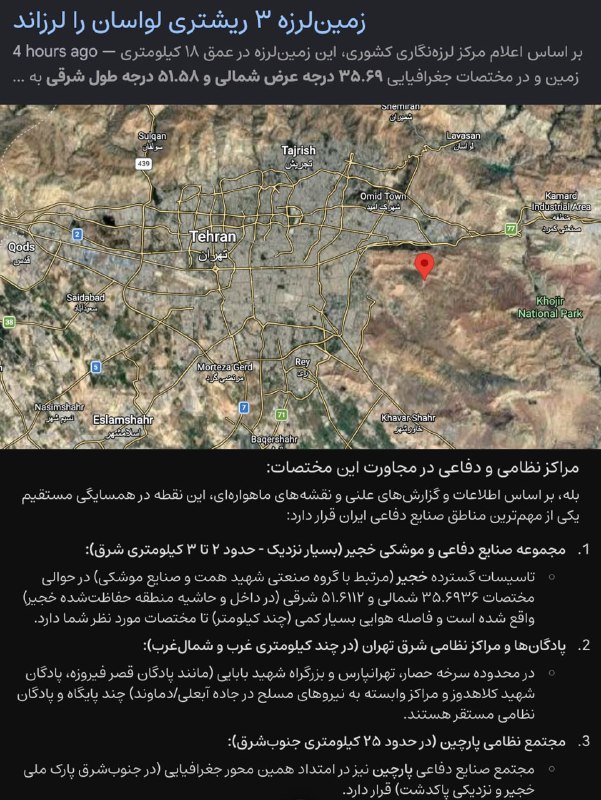 زمین‌لرزه ۳ ریشتری لواسان را لرزاند
بر اساس اعلام مرکز لرزه‌نگاری کشوری، این زمین‌لرزه در عمق ۱۸ کیلومتری — 4 hours ago
زمین و در مختصات جغرافیایی ۳۵.۶۹ درجه عرض شمالی و ۵۱.۵۸ درجه طول شرقی به ...
Shemiran
شمیران
Sulqan
سولقان
Lavasan
لواسان
Tajrish
تجریش
439
Omid Town
شهرک امید
Kamard
Industrial Area
منطقه
صنعتی کمرد
77
2
Tehran
تهران
Qods
قدس
Saidabad
سعیدآباد
Khojir
National Park
38
5
Morteza Gerd
مرتضی گرد
Rey
Nasimshahr
نسیم شهر
Eslamshahr
اسلامشهر
7
71
Khavar Shahr
خاورشهر
Baqershahr
مراکز نظامی و دفاعی در مجاورت این مختصات:
بله، بر اساس اطلاعات و گزارش‌های علنی و نقشه‌های ماهواره‌ای، این نقطه در همسایگی مستقیم
یکی از مهم‌ترین مناطق صنایع دفاعی ایران قرار دارد:
1. مجموعه صنایع دفاعی و موشکی خجیر (بسیار نزدیک - حدود ۲ تا ۳ کیلومتری شرق):
○ تاسیسات گسترده خجیر (مرتبط با گروه صنعتی شهید همت و صنایع موشکی) در حوالی
مختصات ۳۵.۶۹۳۶ شمالی و ۵۱.۶۱۱۲ شرقی (در داخل و حاشیه منطقه حفاظت‌شده خجیر)
واقع شده است و فاصله هوایی بسیار کمی (چند کیلومتر) تا مختصات مورد نظر شما دارد.
2. پادگان‌ها و مراکز نظامی شرق تهران (در چند کیلومتری غرب و شمال‌غرب):
○ در محدوده سرخه حصار، تهرانپارس و بزرگراه شهید بابایی (مانند پادگان قصر فیروزه، پادگان
شهید کلاهدوز و مراکز وابسته به نیروهای مسلح در جاده آبعلی/دماوند) چند پایگاه و پادگان
نظامی مستقر هستند.
3. مجتمع نظامی پارچین (در حدود ۲۵ کیلومتری جنوب‌شرق):
○ مجتمع صنایع دفاعی پارچین نیز در امتداد همین محور جغرافیایی (در جنوب‌شرق پارک ملی
خجیر و نزدیکی پاکدشت) قرار دارد.